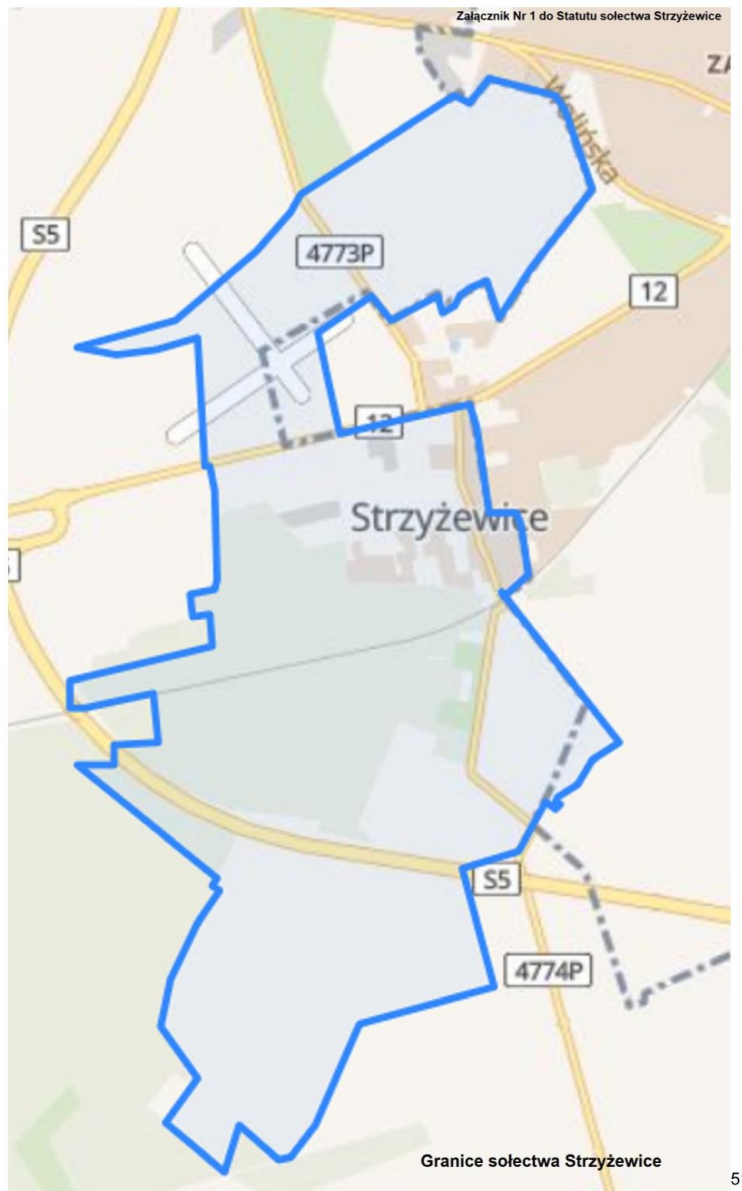 Załącznik Nr 1 do Statutu sołectwa Strzyżewice
ZA
Wolińska
S5
4773P
12
12
Strzyżewice
S5
4774P
Granice sołectwa Strzyżewice
5